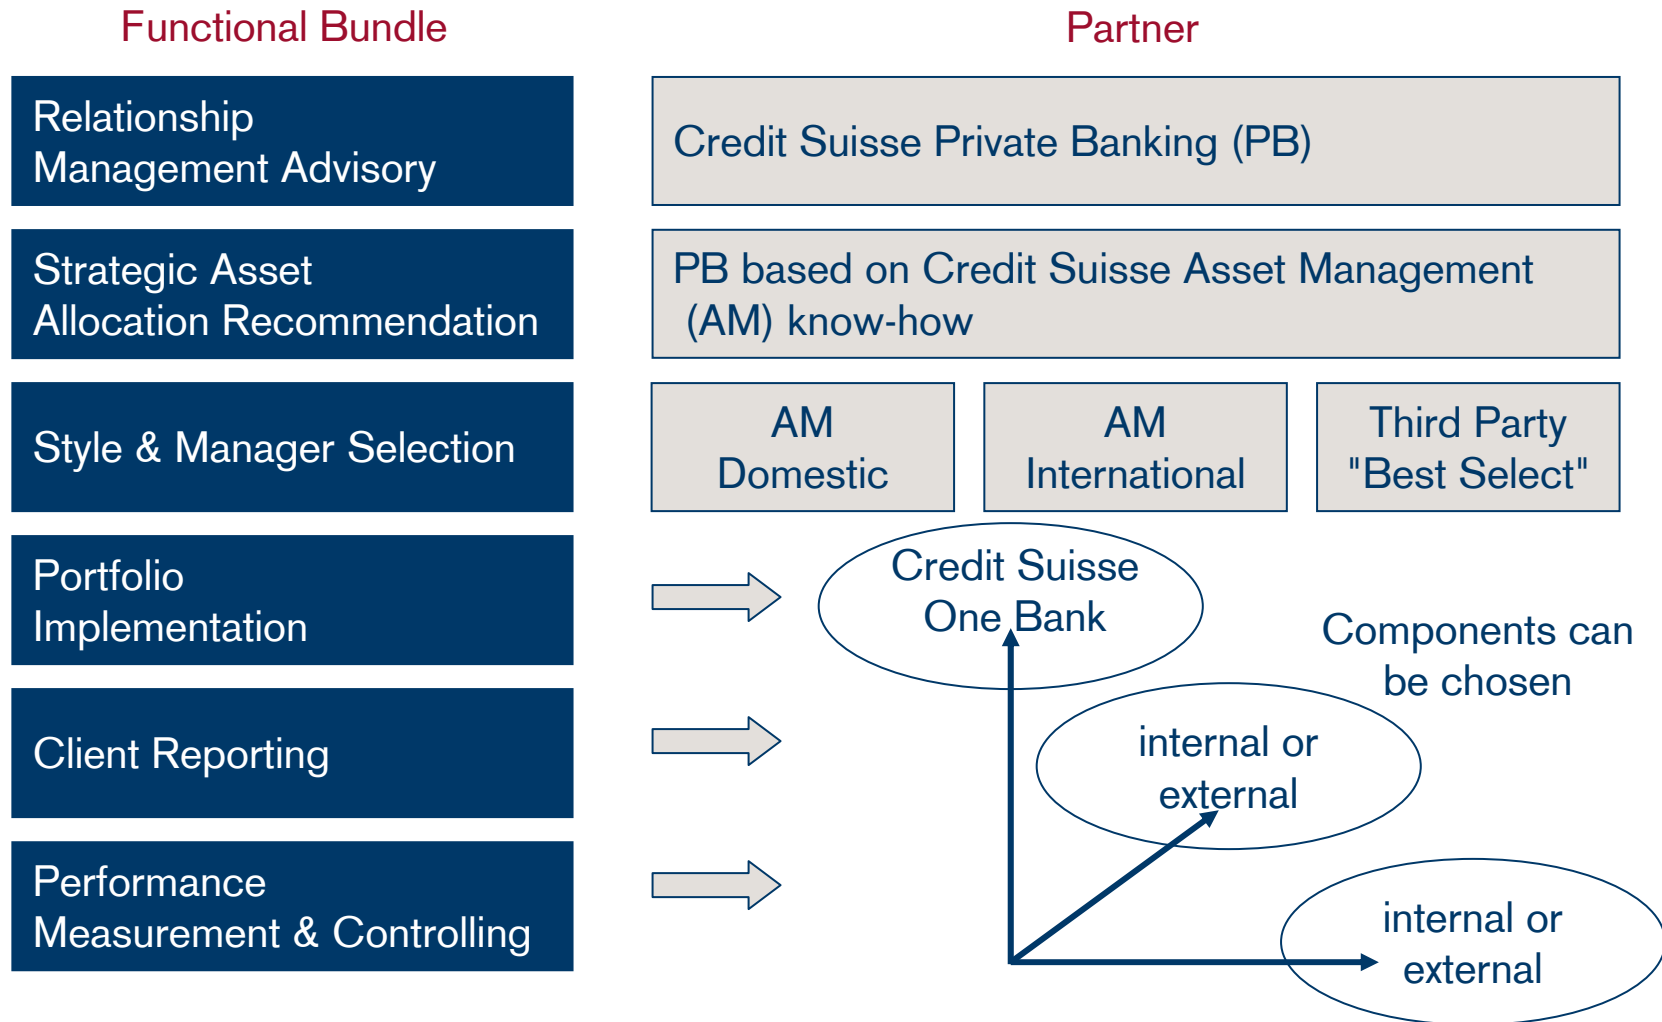 Functional Bundle
Partner
Relationship
Management Advisory
Credit Suisse Private Banking (PB)
Strategic Asset
Allocation Recommendation
PB based on Credit Suisse Asset Management
(AM) know-how
Style & Manager Selection
AM
Domestic
AM
International
Third Party
"Best Select"
Portfolio
Implementation
Credit Suisse
One Bank
Components can
be chosen
Client Reporting
internal or
external
Performance
Measurement & Controlling
internal or
external